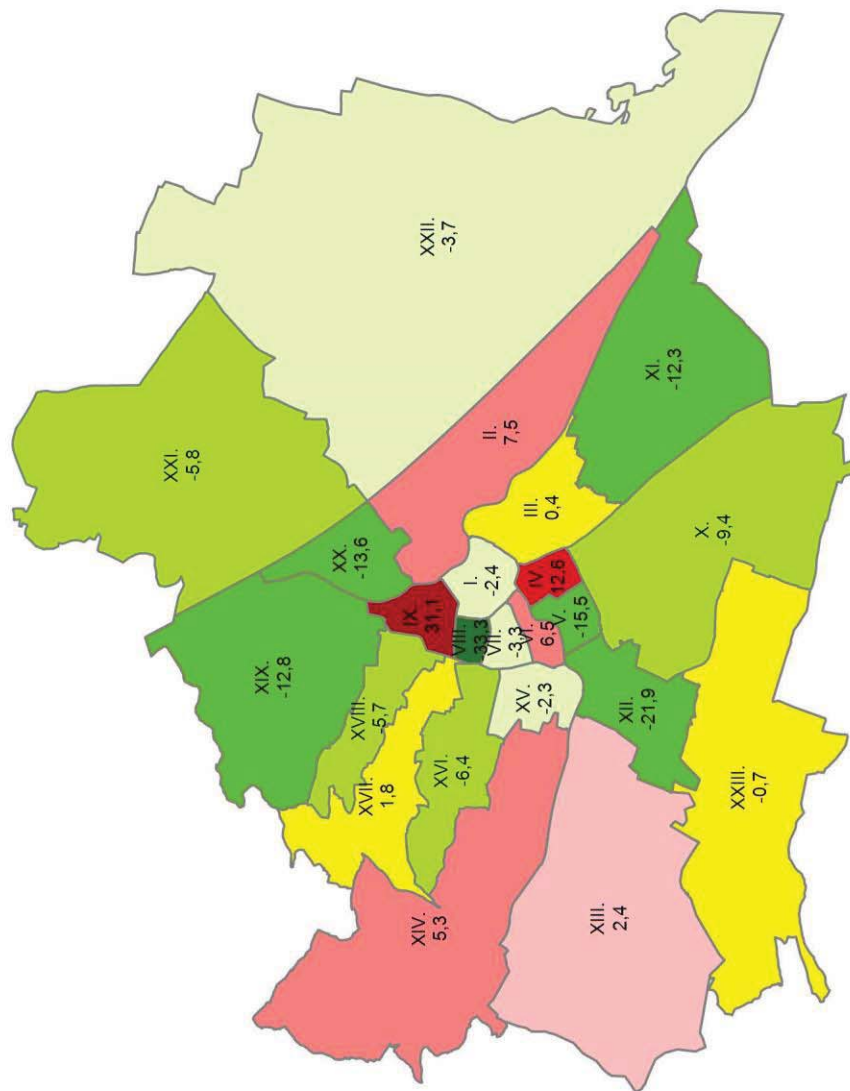 XXI.
-5,8
XIX.
-12,8
XX.
-13,6
XXII.
-3,7
XVIII.
-5,7
XVII.
1,8
IX.
31,1
XIV.
5,3
XVI.
-6,4
VIII.
33,3
I.
-2,4
II.
7,5
VII.
-3,3
XV.
-2,3
VI.
6,5
III.
0,4
IV.
12,6
V.
-15,5
XIII.
2,4
XII.
-21,9
XI.
-12,3
X.
-9,4
XXIII.
-0,7